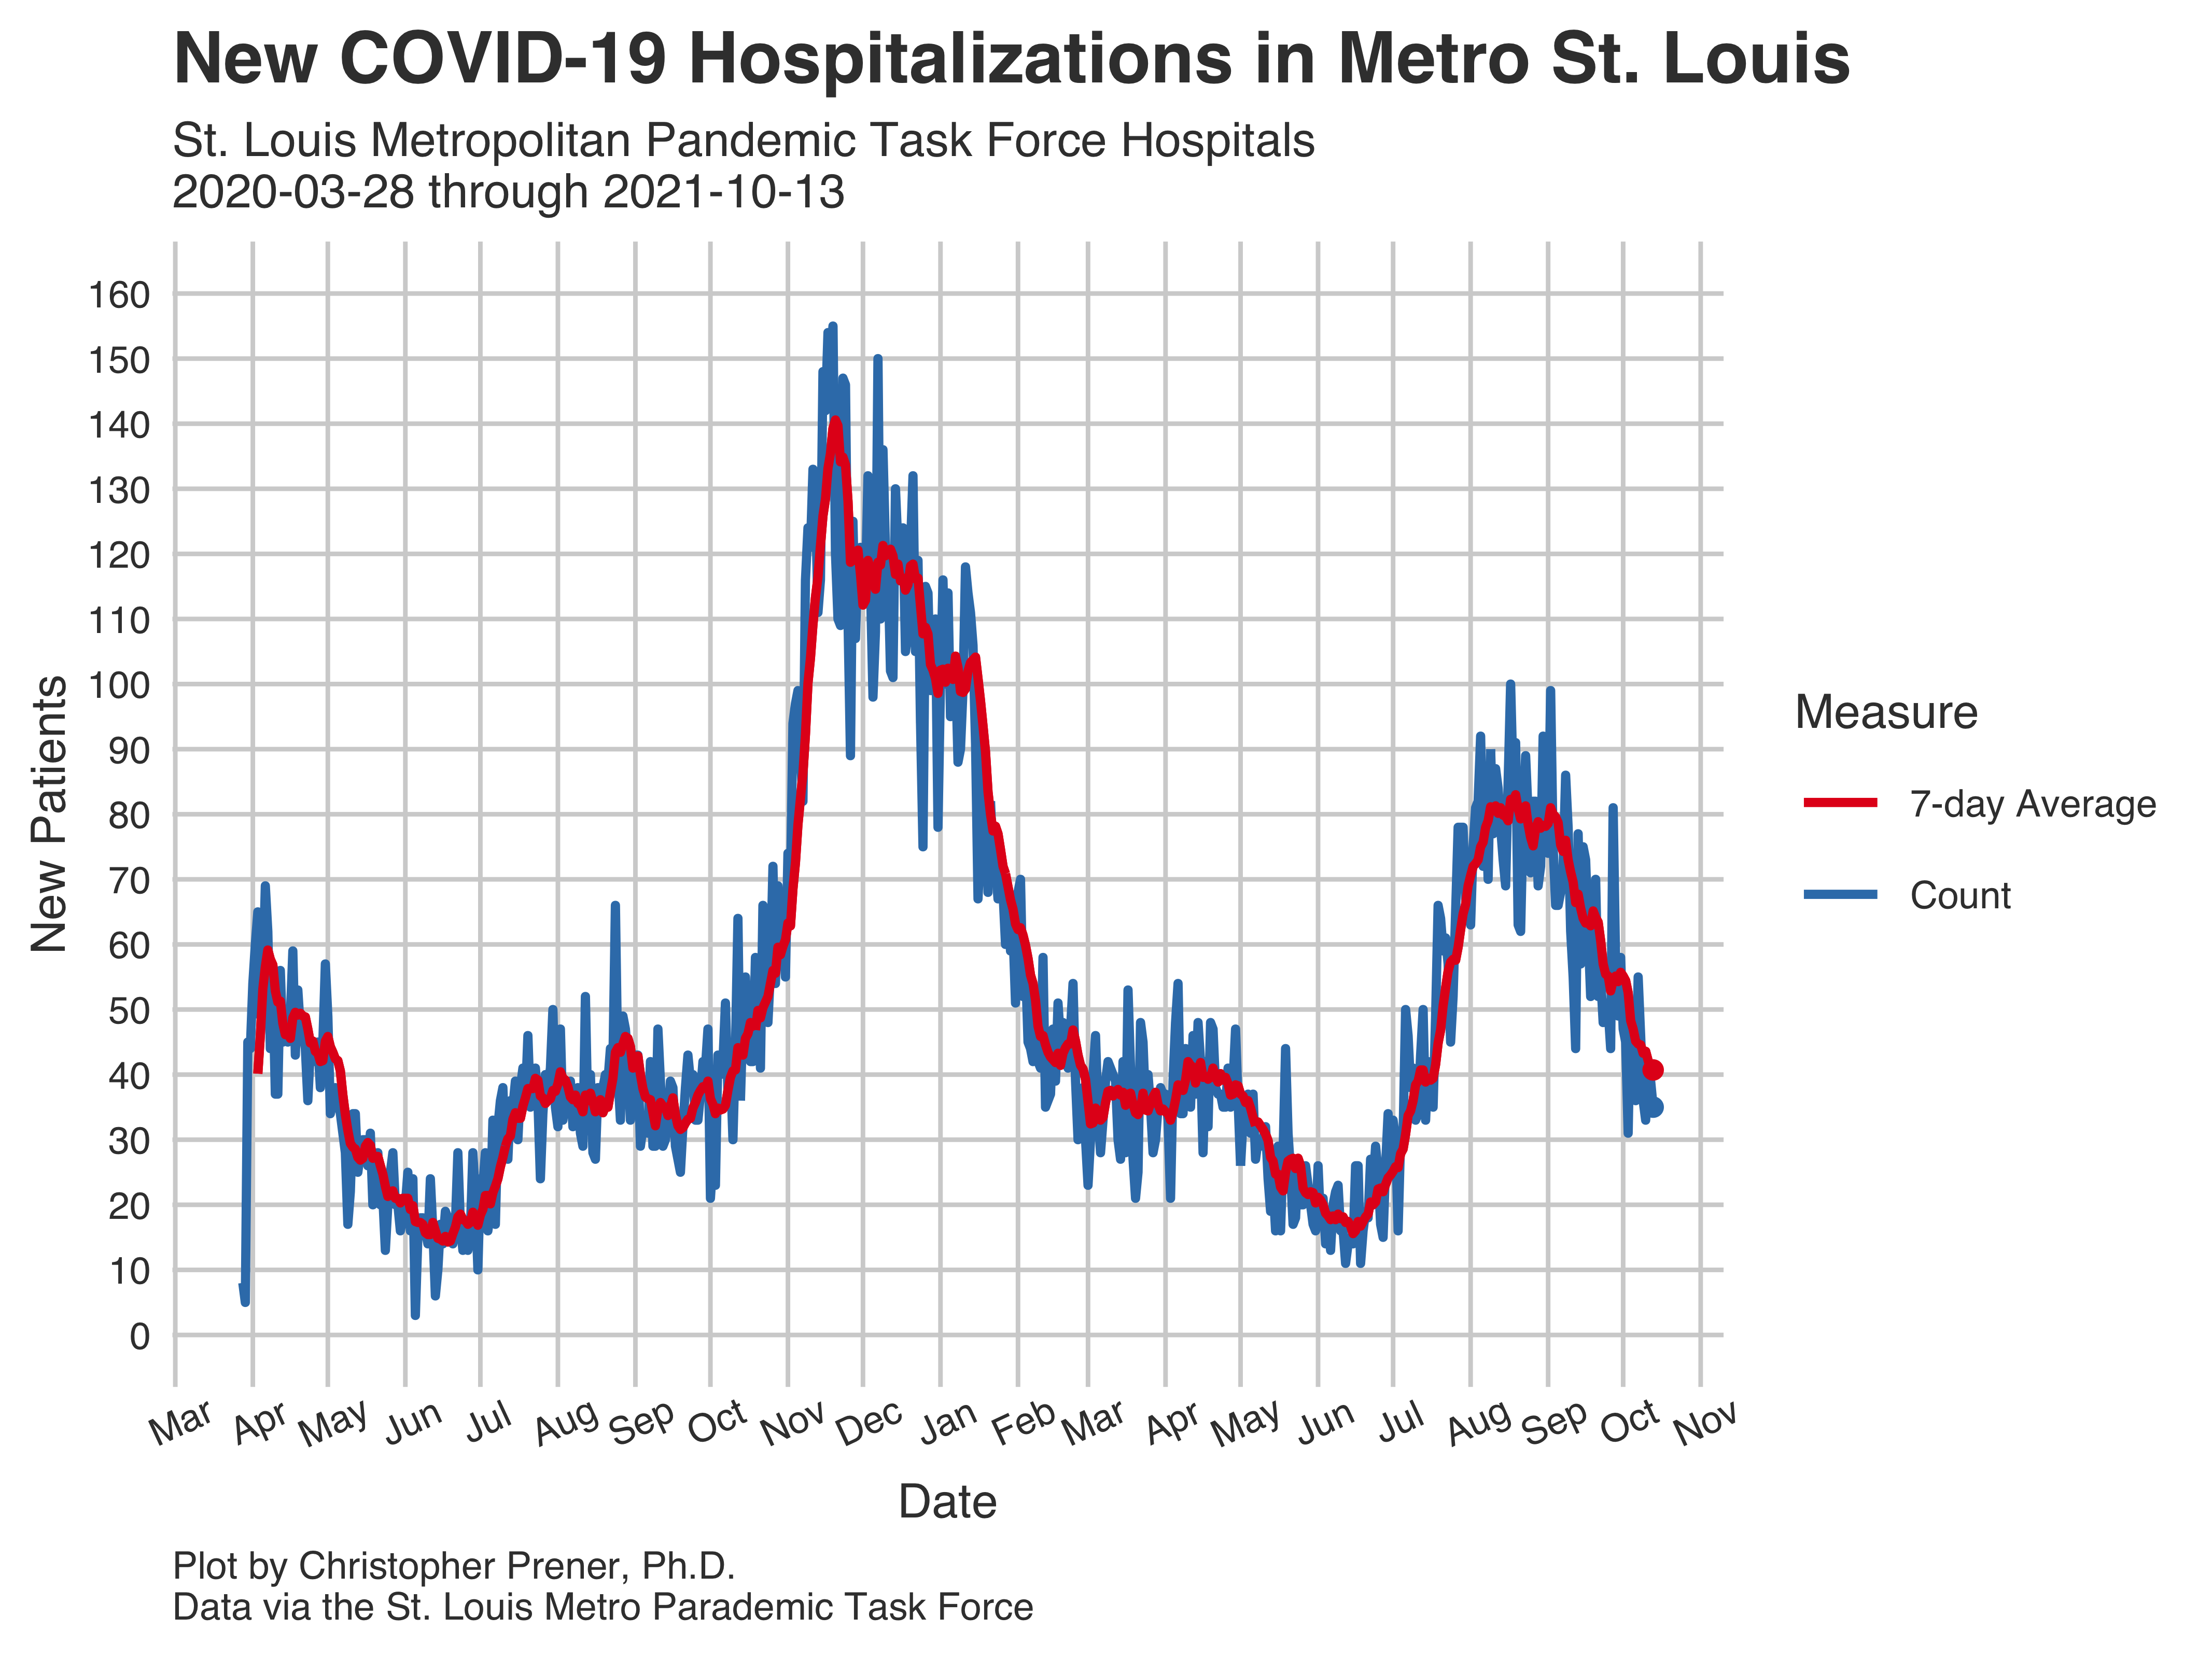 New COVID-19 Hospitalizations in Metro St. Louis
St. Louis Metropolitan Pandemic Task Force Hospitals
2020-03-28 through 2021-10-13
160
150
140
130
120
110
100
90
80
70
60
50
40
30
20
10
0
New Patients
Mar
Apr
May
Jun
Jul
Aug
Sep
Oct
Nov
Dec
Jan
Feb
Mar
Apr
May
Jun
Jul
Aug
Sep
Oct
Nov
Date
Measure
7-day Average
Count
Plot by Christopher Prener, Ph.D.
Data via the St. Louis Metro Parademic Task Force